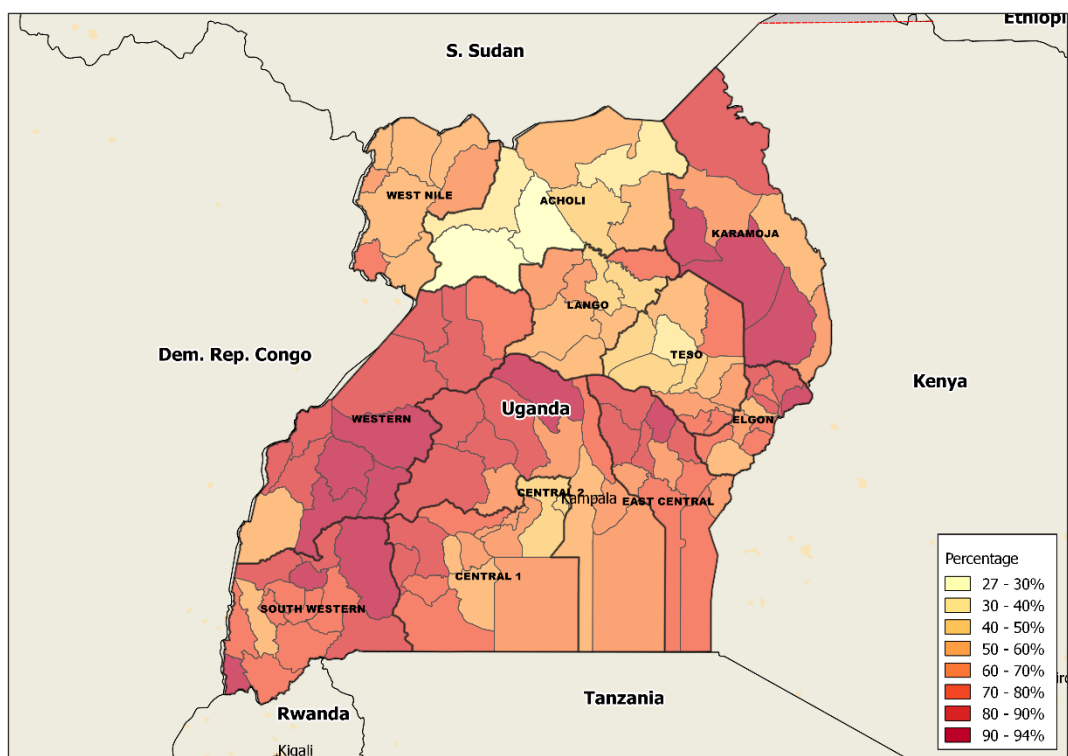 Ethiopi
S. Sudan
WEST NILE
ACHOLI
KARAMOJA
LANGO
Dem. Rep. Congo
TESO
Kenya
Uganda
WESTERN
ELGON
CENTRAL 2
Kampala
EAST CENTRAL
CENTRAL 1
SOUTH WESTERN
Tanzania
Rwanda
Kigali
Percentage
27 - 30%
30 - 40%
40 - 50%
50 - 60%
60 - 70%
70 - 80%
80 - 90%
90 - 94%